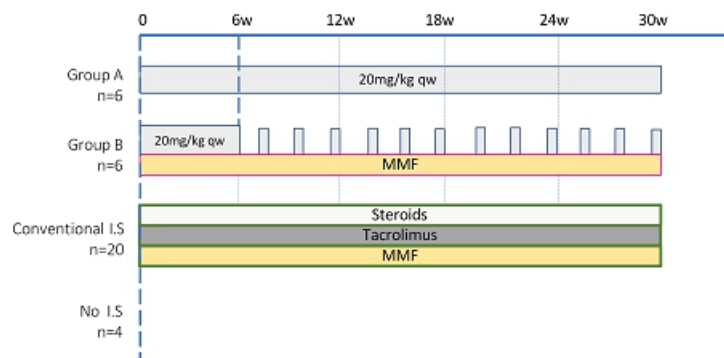 0 6w 12w 18w 24w 30w
Group A
n=6
20mg/kg qw
Group B
n=6
20mg/kg qw
MMF
Conventional I.S
n=20
Steroids
Tacrolimus
MMF
No I.S
n=4